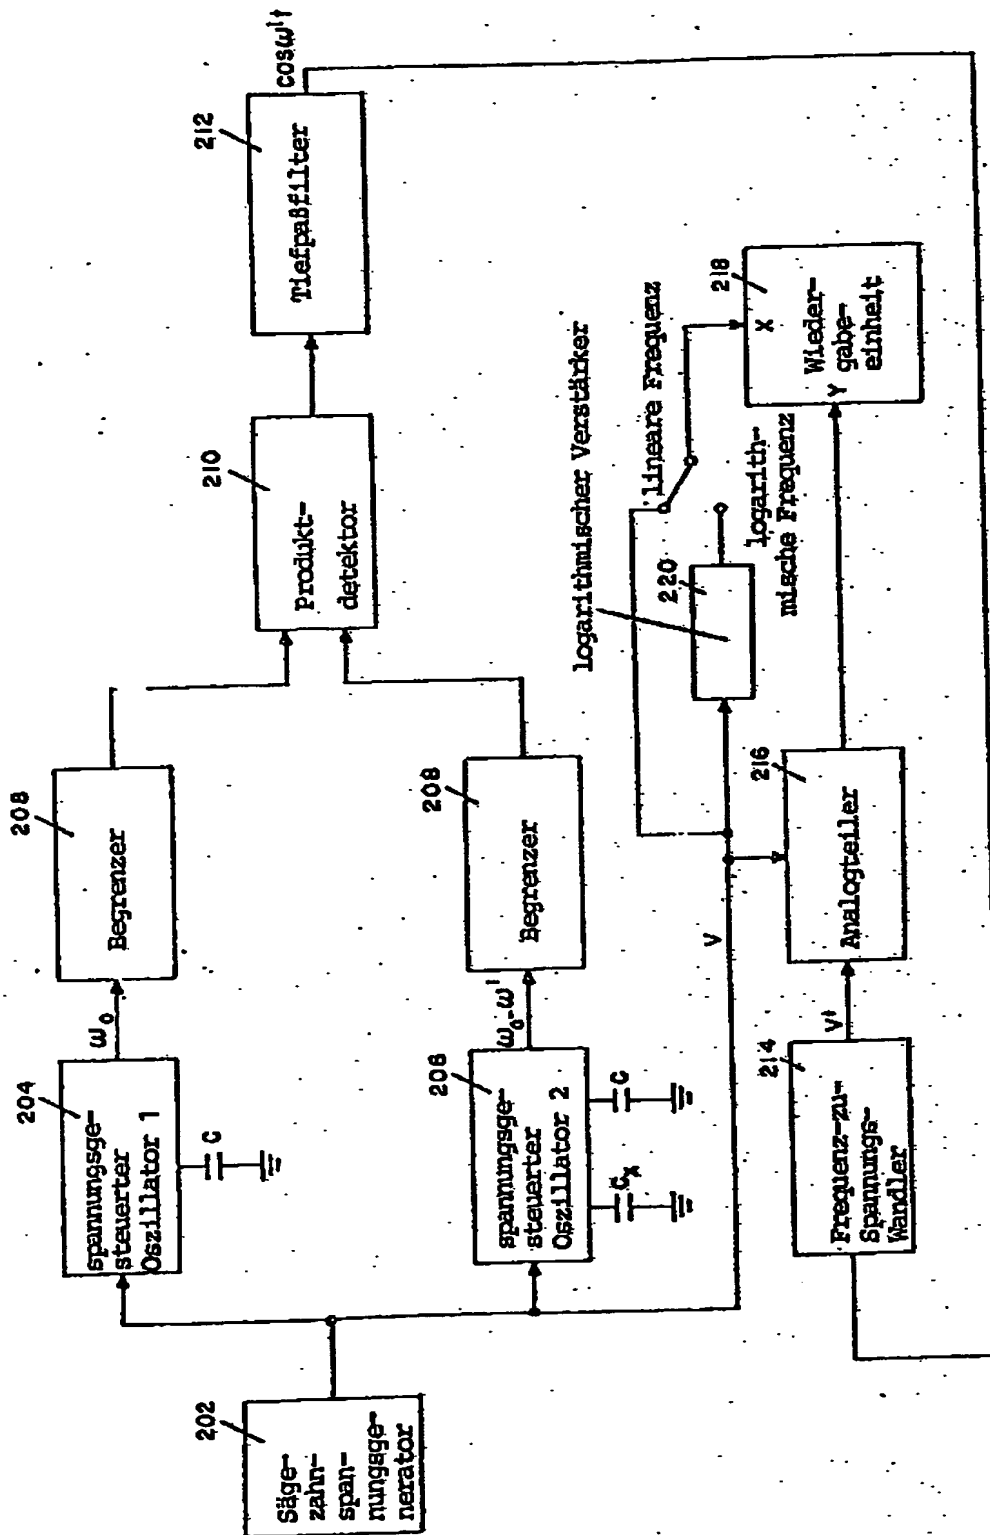 202
Säge-
zahn-
span-
nungsge-
nerator
204
spannungsge-
steuerter
Oszillator 1
C
ω₀
208
Begrenzer
206
spannungsge-
steuerter
Oszillator 2
Cx
C
ω₀-ω'
208
Begrenzer
210
Produkt-
detektor
212
Tiefpaßfilter
cosω't
V
214
Frequenz-zu-
Spannungs-
Wandler
V'
216
Analogteiler
220
logarithmischer Verstärker
lineare Frequenz
logarith-
mische Frequenz
218
X
Y
Wieder-
gabe-
einheit